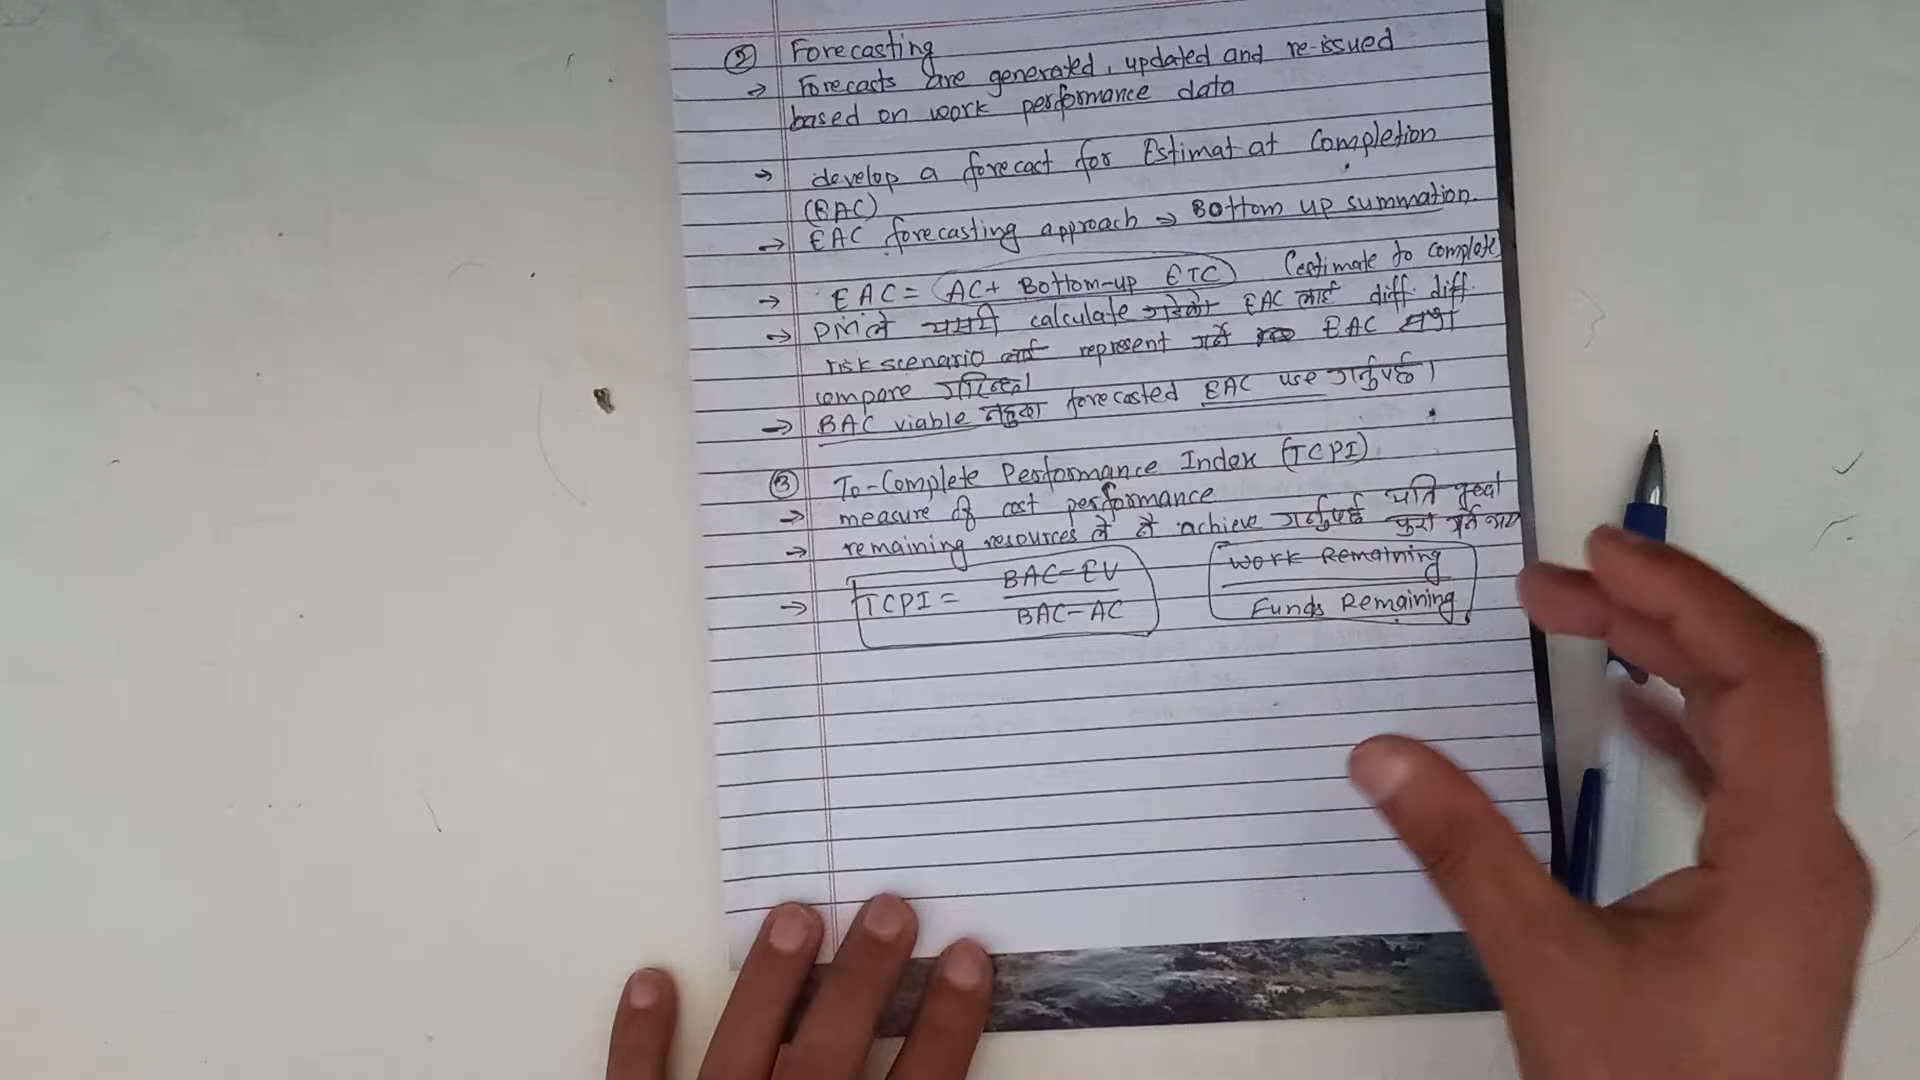 ② Forecasting
→ Forecasts are generated, updated and re-issued
based on work performance data
→ develop a forecast for Estimat at Completion
(EAC)
→ EAC forecasting approach → Bottom up summation.
→ EAC = AC+ Bottom-up ETC (estimate to complete)
→ PMले यसरी calculate गरेको EAC लाई diff. diff.
risk scenario लाई represent गर्ने EAC सँग
compare गर्दछ।
→ BAC viable नहुदा forecasted EAC use गर्नुपर्छ।
③ To-Complete Performance Index (TCPI)
→ measure of cost performance
→ remaining resources ले achieve गर्नुपर्छ
→ TCPI = BAC-EV / BAC-AC Work Remaining / Funds Remaining